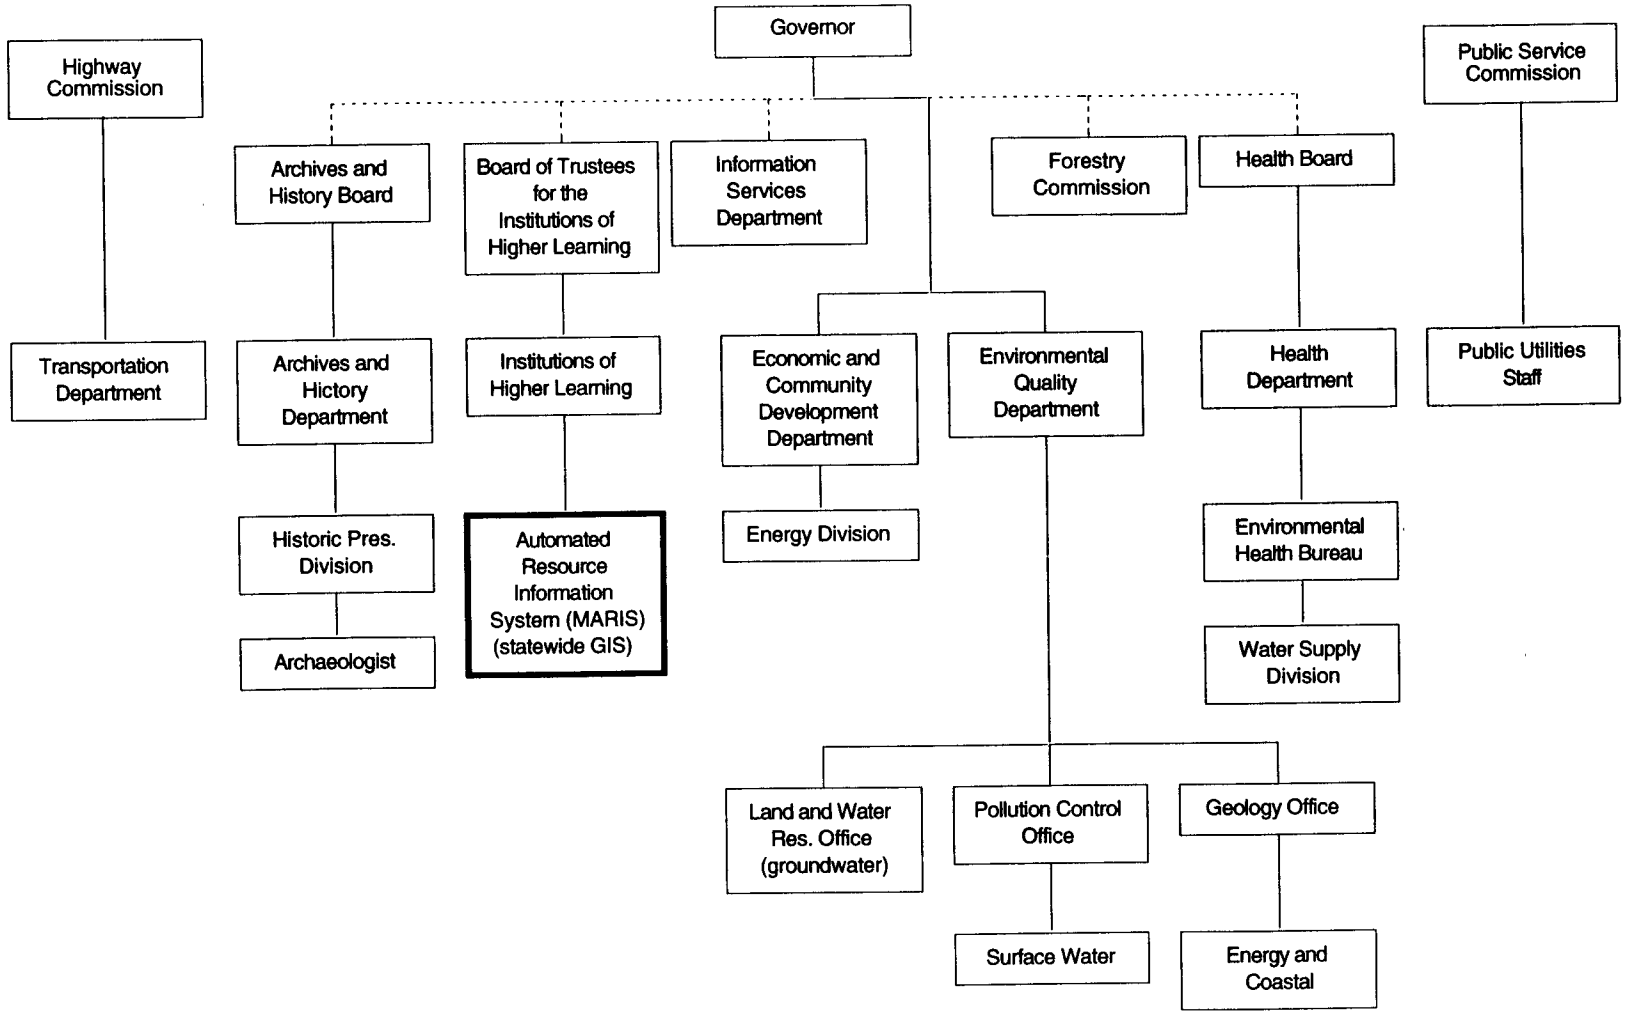 Governor
Highway
Commission
Public Service
Commission
Archives and
History Board
Board of Trustees
for the
Institutions of
Higher Learning
Information
Services
Department
Forestry
Commission
Health Board
Transportation
Department
Archives and
Hictory
Department
Institutions of
Higher Learning
Economic and
Community
Development
Department
Environmental
Quality
Department
Health
Department
Public Utilities
Staff
Historic Pres.
Division
Automated
Resource
Information
System (MARIS)
(statewide GIS)
Energy Division
Environmental
Health Bureau
Archaeologist
Water Supply
Division
Land and Water
Res. Office
(groundwater)
Pollution Control
Office
Geology Office
Surface Water
Energy and
Coastal